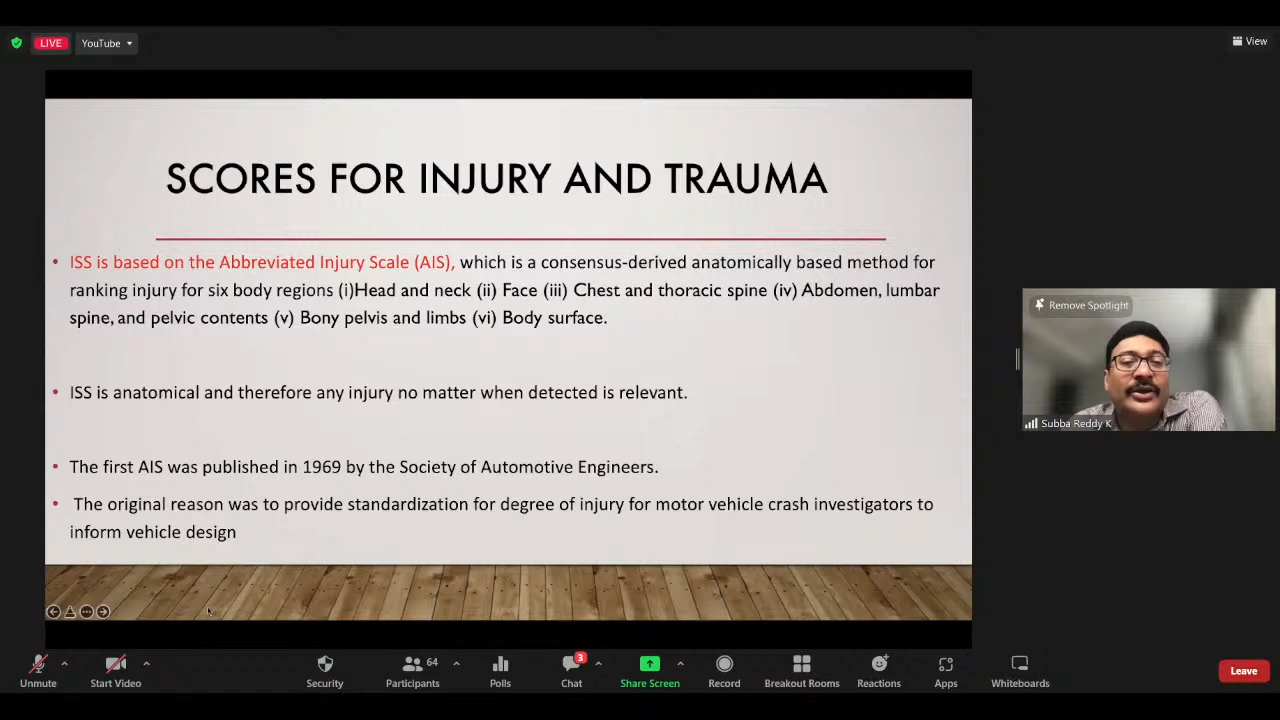 LIVE
YouTube
View
SCORES FOR INJURY AND TRAUMA
• ISS is based on the Abbreviated Injury Scale (AIS), which is a consensus-derived anatomically based method for
ranking injury for six body regions (i)Head and neck (ii) Face (iii) Chest and thoracic spine (iv) Abdomen, lumbar
spine, and pelvic contents (v) Bony pelvis and limbs (vi) Body surface.
• ISS is anatomical and therefore any injury no matter when detected is relevant.
• The first AIS was published in 1969 by the Society of Automotive Engineers.
• The original reason was to provide standardization for degree of injury for motor vehicle crash investigators to
inform vehicle design
Remove Spotlight
Subba Reddy K
Unmute
Start Video
Security
64
Participants
Polls
3
Chat
Share Screen
Record
Breakout Rooms
Reactions
Apps
Whiteboards
Leave